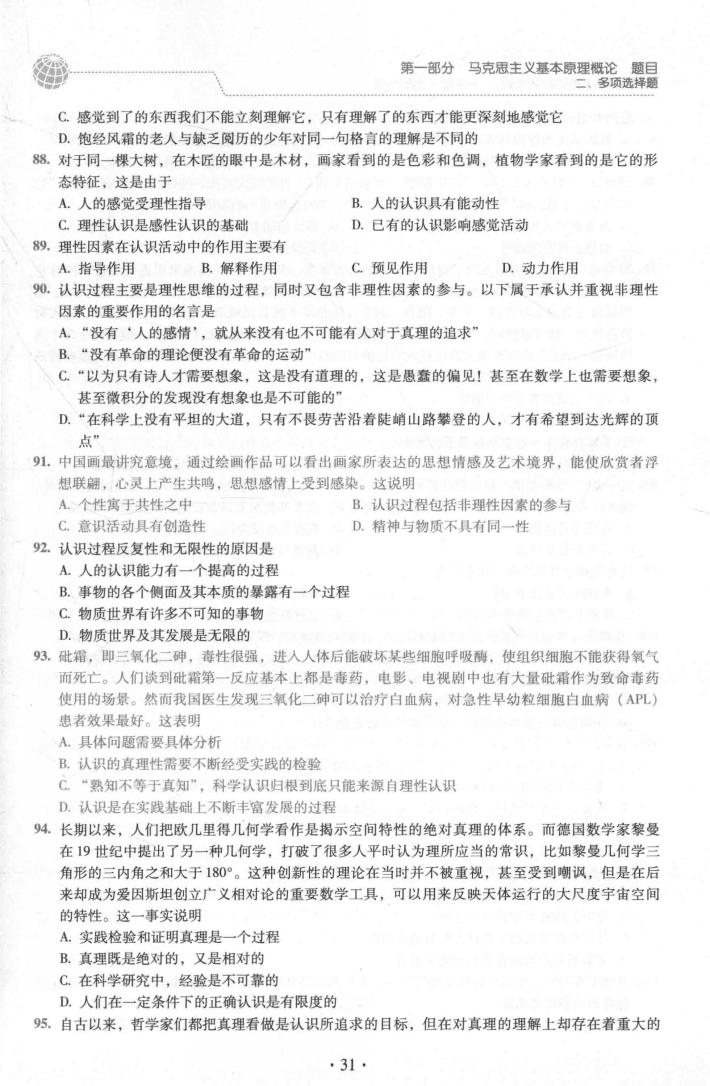 第一部分 马克思主义基本原理概论 题目
二、多项选择题
C. 感觉到了的东西我们不能立刻理解它，只有理解了的东西才能更深刻地感觉它
D. 饱经风霜的老人与缺乏阅历的少年对同一句格言的理解是不同的
88. 对于同一棵大树，在木匠的眼中是木材，画家看到的是色彩和色调，植物学家看到的是它的形
态特征，这是由于
A. 人的感觉受理性指导 B. 人的认识具有能动性
C. 理性认识是感性认识的基础 D. 已有的认识影响感觉活动
89. 理性因素在认识活动中的作用主要有
A. 指导作用 B. 解释作用 C. 预见作用 D. 动力作用
90. 认识过程主要是理性思维的过程，同时又包含非理性因素的参与。以下属于承认并重视非理性
因素的重要作用的名言是
A. “没有‘人的感情’，就从来没有也不可能有人对于真理的追求”
B. “没有革命的理论便没有革命的运动”
C. “以为只有诗人才需要想象，这是没有道理的，这是愚蠢的偏见！甚至在数学上也需要想象，
甚至微积分的发现没有想象也是不可能的”
D. “在科学上没有平坦的大道，只有不畏劳苦沿着陡峭山路攀登的人，才有希望到达光辉的顶
点”
91. 中国画最讲究意境，通过绘画作品可以看出画家所表达的思想情感及艺术境界，能使欣赏者浮
想联翩，心灵上产生共鸣，思想感情上受到感染。这说明
A. 个性寓于共性之中 B. 认识过程包括非理性因素的参与
C. 意识活动具有创造性 D. 精神与物质不具有同一性
92. 认识过程反复性和无限性的原因是
A. 人的认识能力有一个提高的过程
B. 事物的各个侧面及其本质的暴露有一个过程
C. 物质世界有许多不可知的事物
D. 物质世界及其发展是无限的
93. 砒霜，即三氧化二砷，毒性很强，进入人体后能破坏某些细胞呼吸酶，使组织细胞不能获得氧气
而死亡。人们谈到砒霜第一反应基本上都是毒药，电影、电视剧中也有大量砒霜作为致命毒药
使用的场景。然而我国医生发现三氧化二砷可以治疗白血病，对急性早幼粒细胞白血病（APL）
患者效果最好。这表明
A. 具体问题需要具体分析
B. 认识的真理性需要不断经受实践的检验
C. “熟知不等于真知”，科学认识归根到底只能来源自理性认识
D. 认识是在实践基础上不断丰富发展的过程
94. 长期以来，人们把欧几里得几何学看作是揭示空间特性的绝对真理的体系。而德国数学家黎曼
在 19 世纪中提出了另一种几何学，打破了很多人平时认为理所应当的常识，比如黎曼几何学三
角形的三内角之和大于 180°。这种创新性的理论在当时并不被重视，甚至受到嘲讽，但是在后
来却成为爱因斯坦创立广义相对论的重要数学工具，可以用来反映天体运行的大尺度宇宙空间
的特性。这一事实说明
A. 实践检验和证明真理是一个过程
B. 真理既是绝对的，又是相对的
C. 在科学研究中，经验是不可靠的
D. 人们在一定条件下的正确认识是有限度的
95. 自古以来，哲学家们都把真理看做是认识所追求的目标，但在对真理的理解上却存在着重大的
· 31 ·